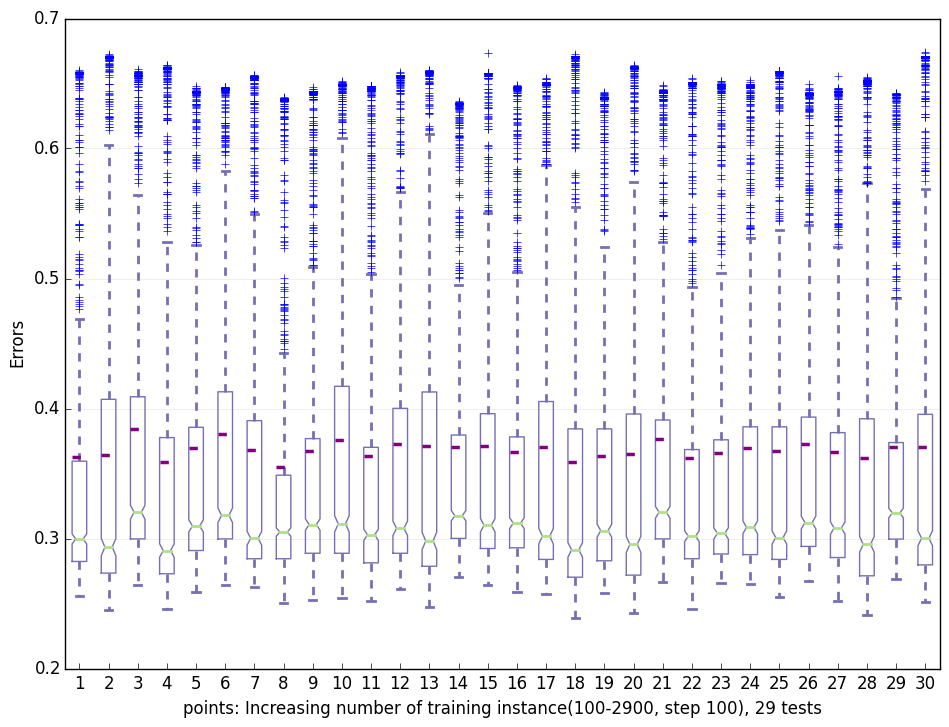 0.7
0.6
0.5
0.4
0.3
0.2
Errors
1 2 3 4 5 6 7 8 9 10 11 12 13 14 15 16 17 18 19 20 21 22 23 24 25 26 27 28 29 30
points: Increasing number of training instance(100-2900, step 100), 29 tests